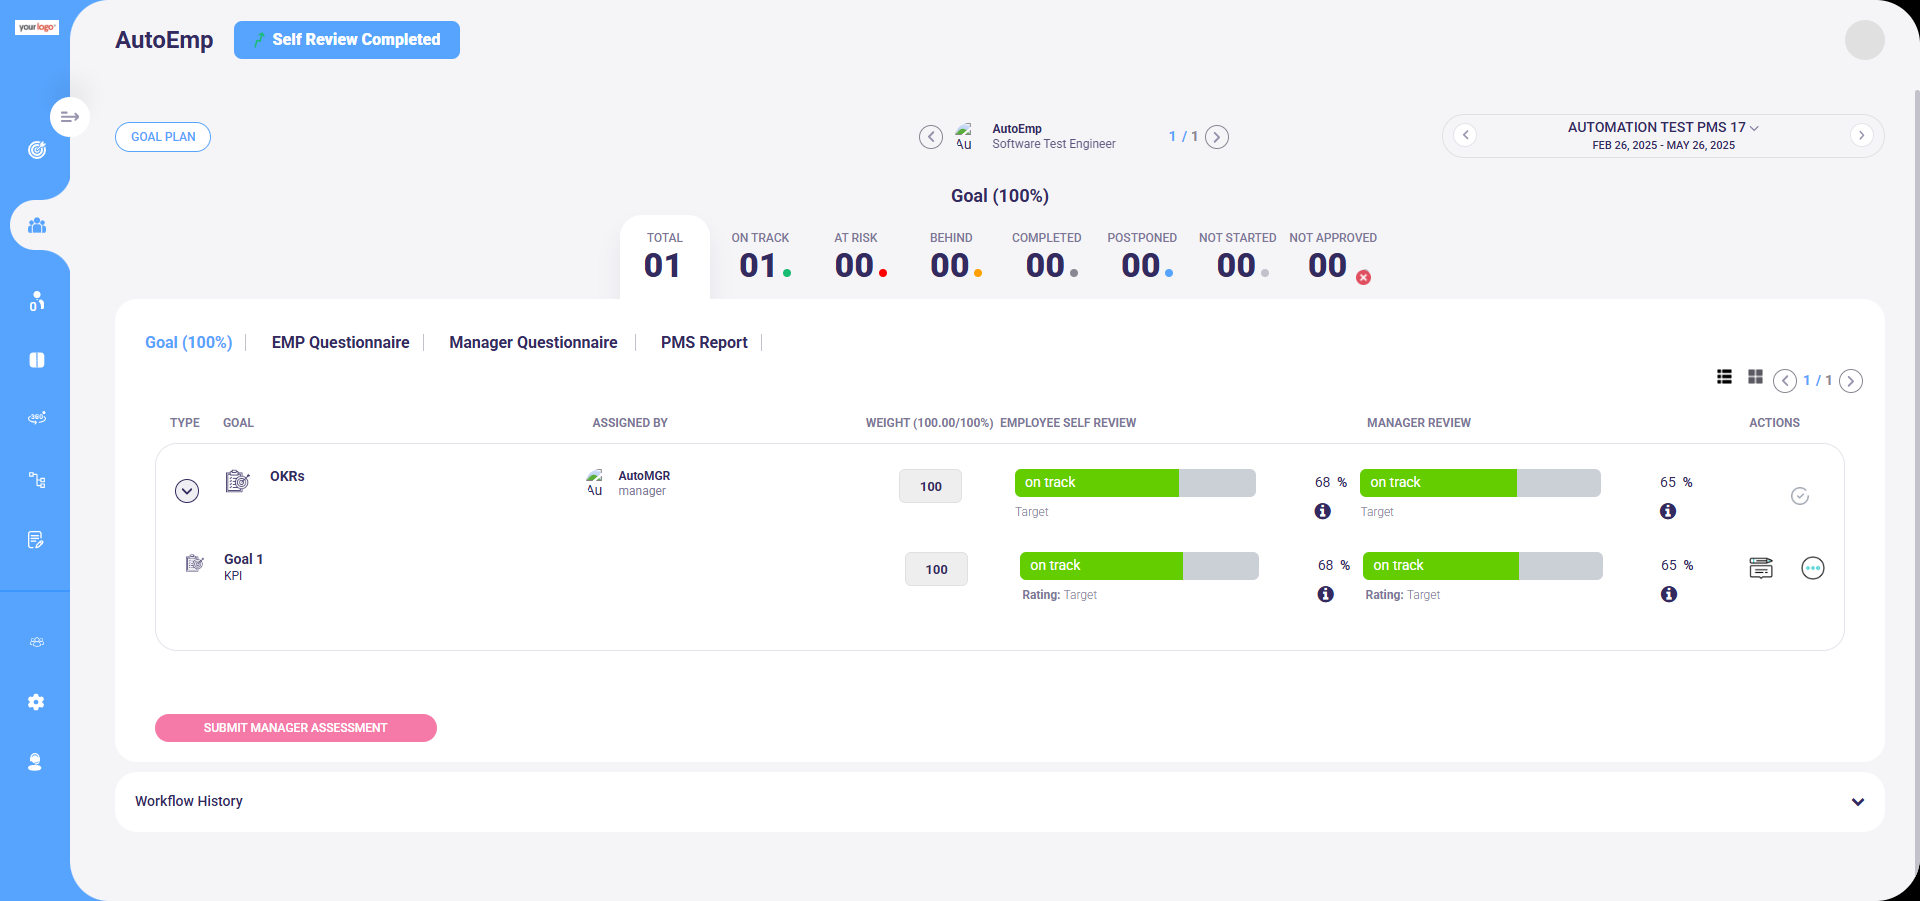 yourlogo
AutoEmp
Self Review Completed
GOAL PLAN
Au
AutoEmp
Software Test Engineer
1 / 1
AUTOMATION TEST PMS 17
FEB 26, 2025 - MAY 26, 2025
Goal (100%)
TOTAL ON TRACK AT RISK BEHIND COMPLETED POSTPONED NOT STARTED NOT APPROVED
01 01 00 00 00 00 00 00
Goal (100%) EMP Questionnaire Manager Questionnaire PMS Report
1 / 1
TYPE GOAL ASSIGNED BY WEIGHT (100.00/100%) EMPLOYEE SELF REVIEW MANAGER REVIEW ACTIONS
OKRs Au AutoMGR 100 on track 68 % on track 65 %
manager
Target Target
Goal 1 100 on track 68 % on track 65 %
KPI
Rating: Target Rating: Target
SUBMIT MANAGER ASSESSMENT
Workflow History
360